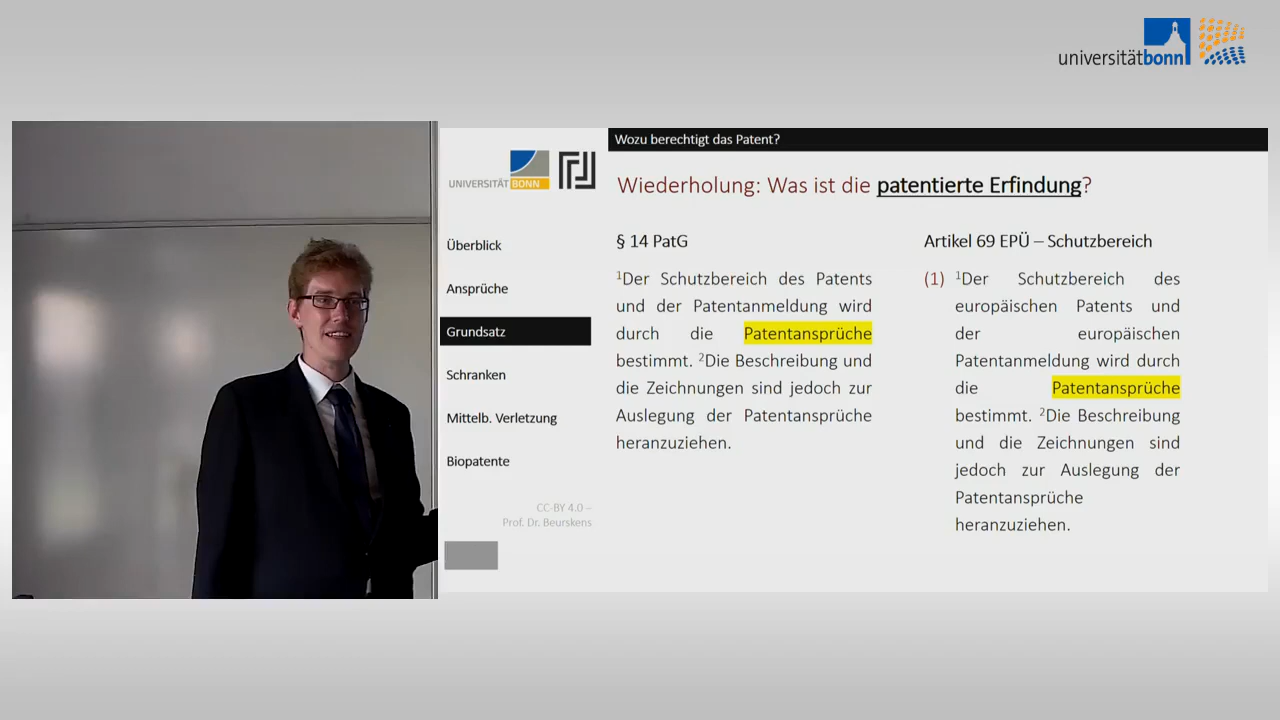 universitätbonn
Wozu berechtigt das Patent?
UNIVERSITÄT BONN
Wiederholung: Was ist die patentierte Erfindung?
Überblick
Ansprüche
Grundsatz
Schranken
Mittelb. Verletzung
Biopatente
CC-BY 4.0 –
Prof. Dr. Beurskens
§ 14 PatG
¹Der Schutzbereich des Patents
und der Patentanmeldung wird
durch die Patentansprüche
bestimmt. ²Die Beschreibung und
die Zeichnungen sind jedoch zur
Auslegung der Patentansprüche
heranzuziehen.
Artikel 69 EPÜ – Schutzbereich
(1) ¹Der Schutzbereich des
europäischen Patents und
der europäischen
Patentanmeldung wird durch
die Patentansprüche
bestimmt. ²Die Beschreibung
und die Zeichnungen sind
jedoch zur Auslegung der
Patentansprüche
heranzuziehen.